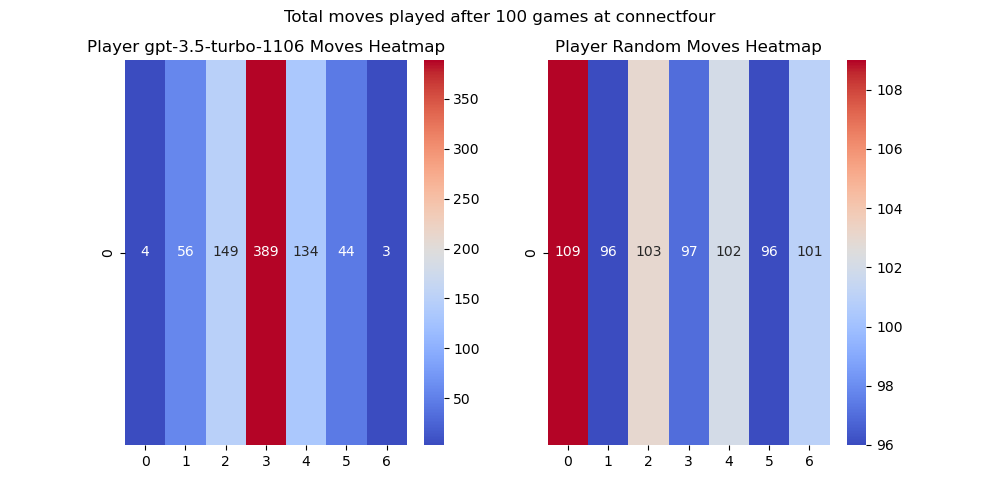 Total moves played after 100 games at connectfour
Player gpt-3.5-turbo-1106 Moves Heatmap
0
4 56 149 389 134 44 3
0 1 2 3 4 5 6
350
300
250
200
150
100
50
Player Random Moves Heatmap
0
109 96 103 97 102 96 101
0 1 2 3 4 5 6
108
106
104
102
100
98
96